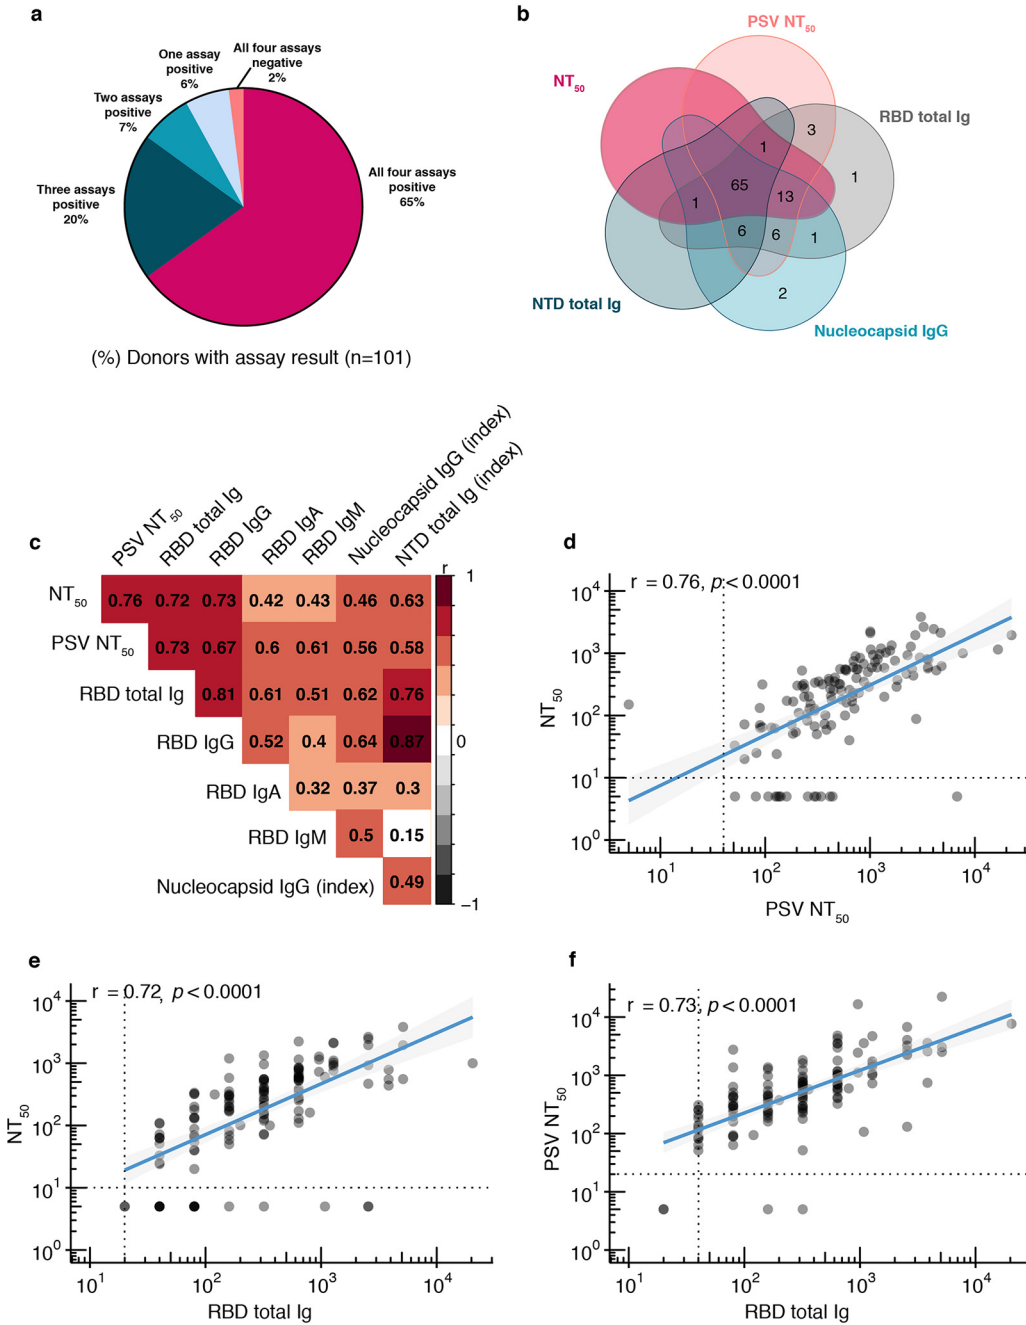 a
All four assays
negative
2%
One assay
positive
6%
Two assays
positive
7%
Three assays
positive
20%
All four assays
positive
65%
(%) Donors with assay result (n=101)
b
PSV NT50
NT50
RBD total Ig
NTD total Ig
Nucleocapsid IgG
3
1
1
65
13
1
6
6
1
2
c
PSV NT50
RBD total Ig
RBD IgG
RBD IgA
RBD IgM
Nucleocapsid IgG (index)
NTD total Ig (index)
r
1
0
−1
NT50 0.76 0.72 0.73 0.42 0.43 0.46 0.63
PSV NT50 0.73 0.67 0.6 0.61 0.56 0.58
RBD total Ig 0.81 0.61 0.51 0.62 0.76
RBD IgG 0.52 0.4 0.64 0.87
RBD IgA 0.32 0.37 0.3
RBD IgM 0.5 0.15
Nucleocapsid IgG (index) 0.49
d
r = 0.76, p < 0.0001
NT50
10^4
10^3
10^2
10^1
10^0
10^1 10^2 10^3 10^4
PSV NT50
e
r = 0.72, p < 0.0001
NT50
10^4
10^3
10^2
10^1
10^0
10^1 10^2 10^3 10^4
RBD total Ig
f
r = 0.73, p < 0.0001
PSV NT50
10^4
10^3
10^2
10^1
10^0
10^1 10^2 10^3 10^4
RBD total Ig